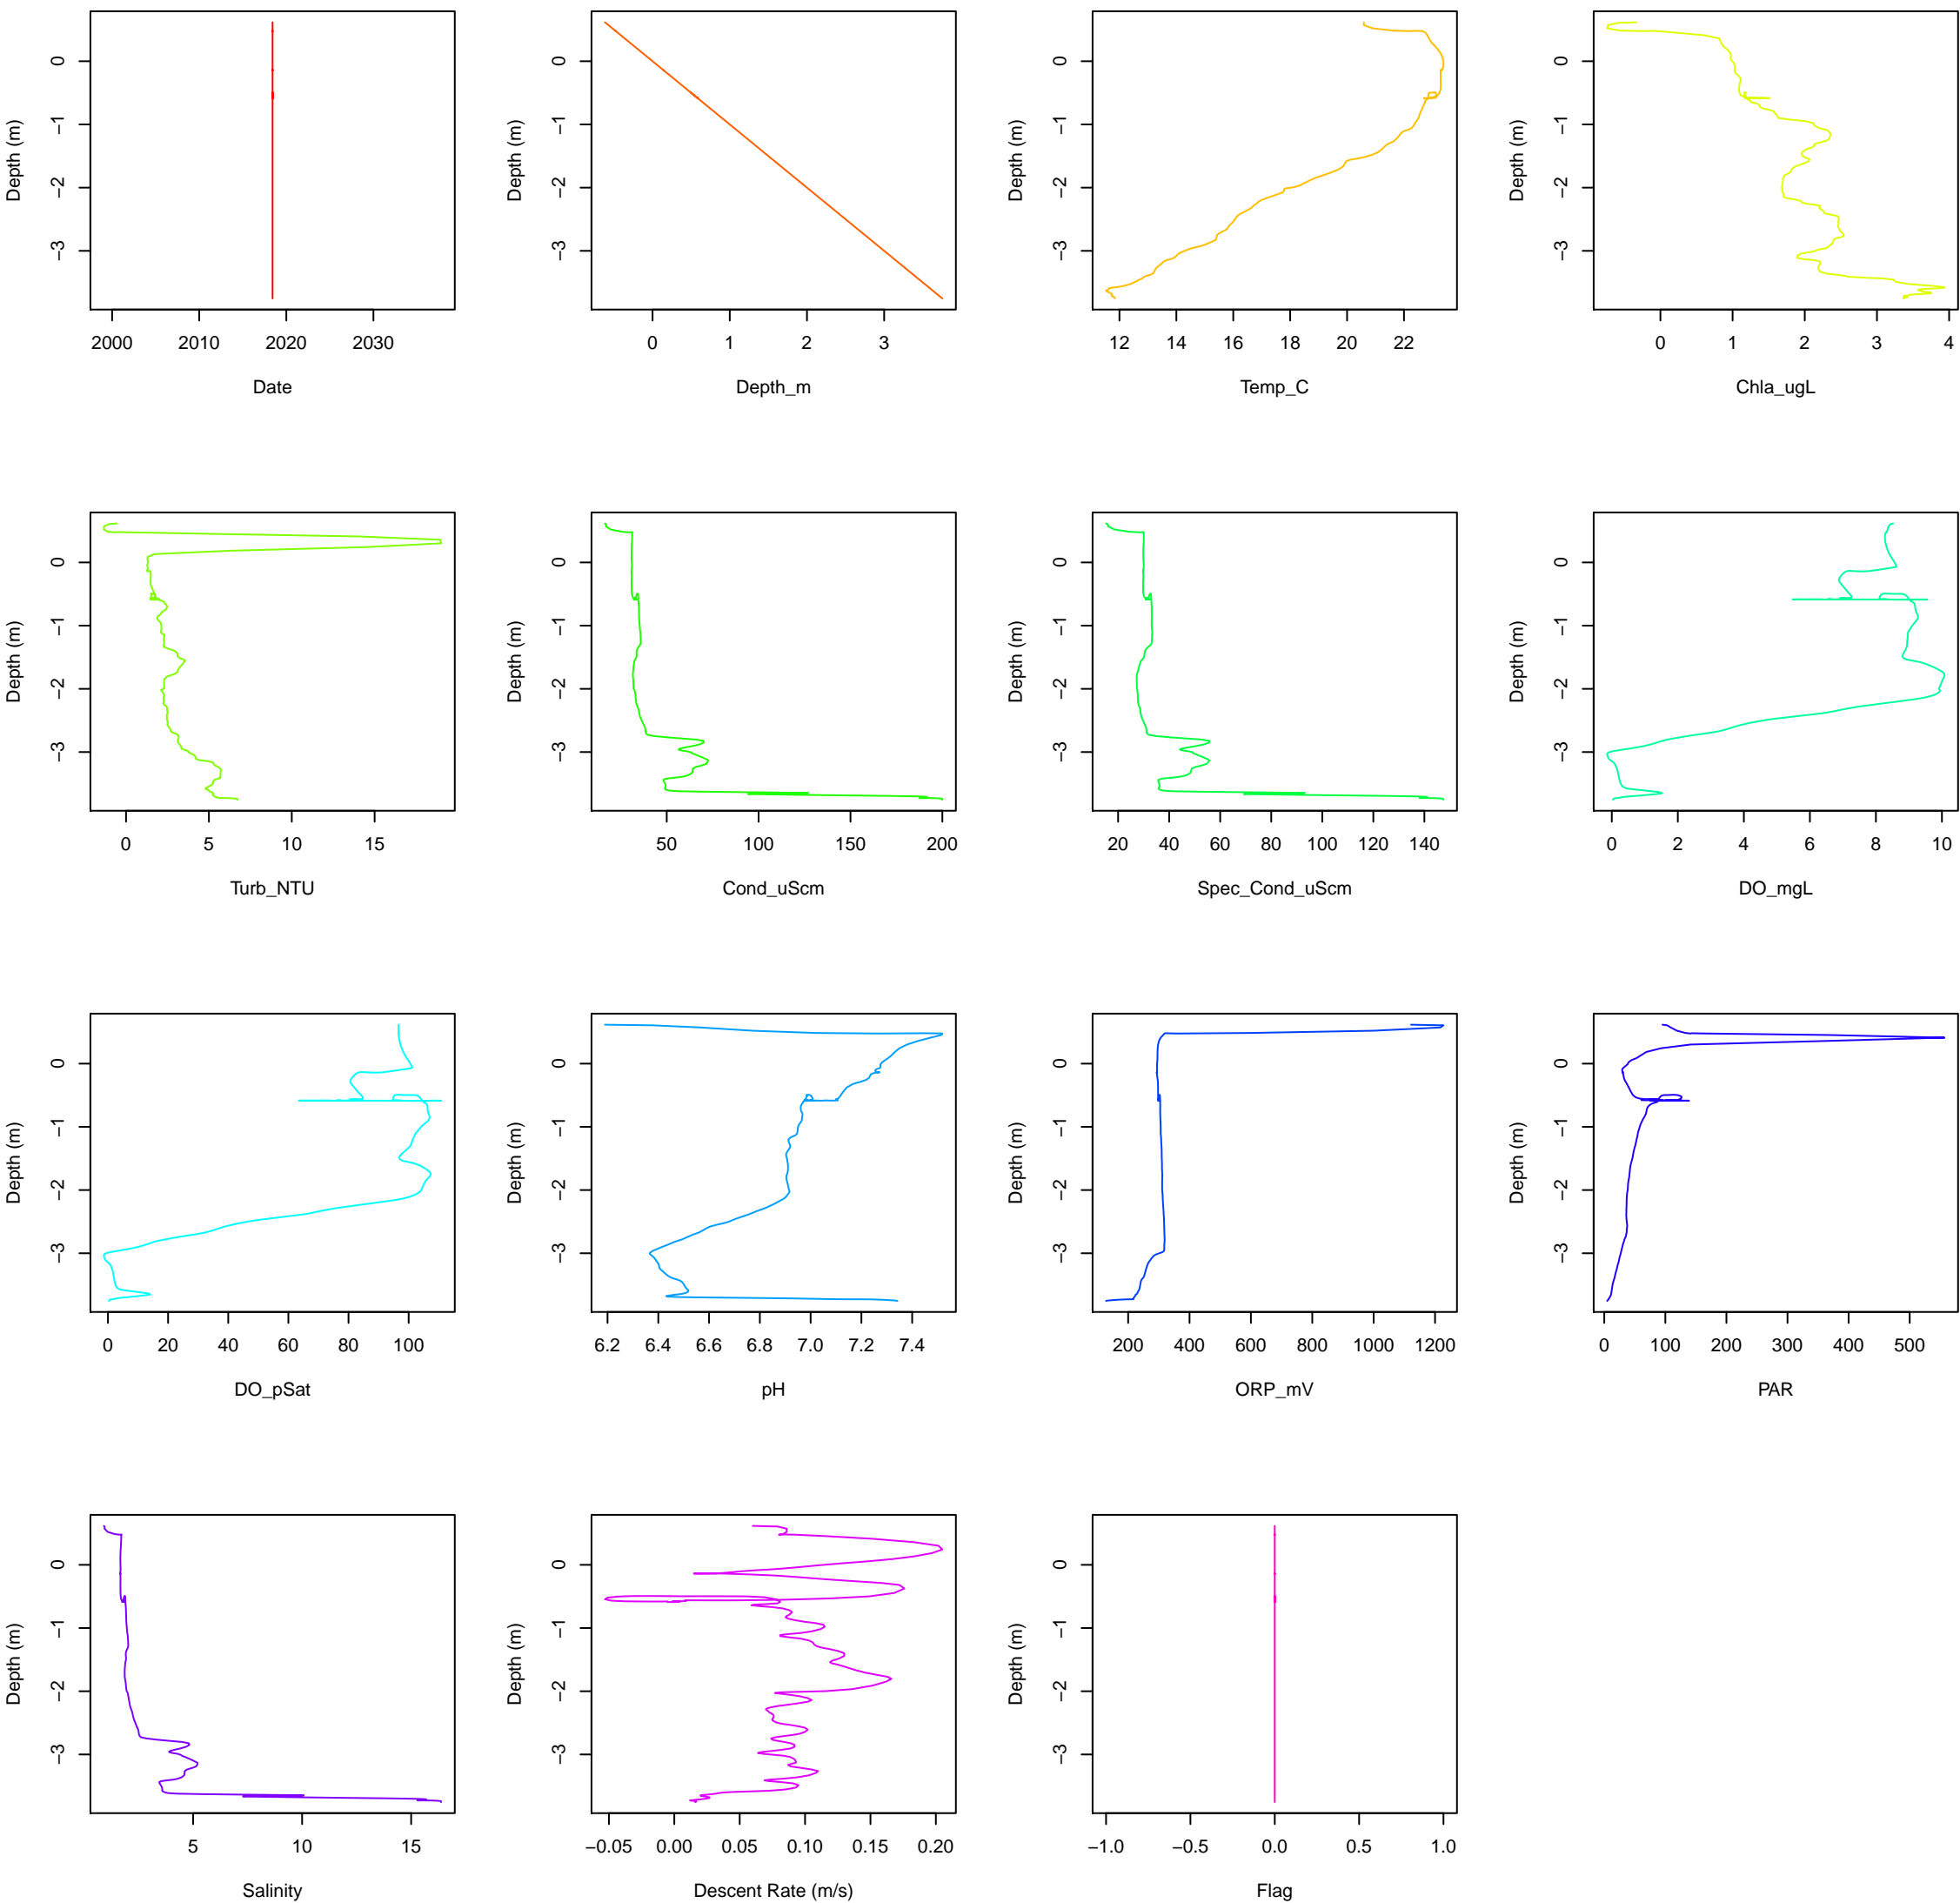 Depth (m)
0
−1
−2
−3
2000 2010 2020 2030
Date
Depth (m)
0
−1
−2
−3
0 1 2 3
Depth_m
Depth (m)
0
−1
−2
−3
12 14 16 18 20 22
Temp_C
Depth (m)
0
−1
−2
−3
0 1 2 3 4
Chla_ugL
Depth (m)
0
−1
−2
−3
0 5 10 15
Turb_NTU
Depth (m)
0
−1
−2
−3
50 100 150 200
Cond_uScm
Depth (m)
0
−1
−2
−3
20 40 60 80 100 120 140
Spec_Cond_uScm
Depth (m)
0
−1
−2
−3
0 2 4 6 8 10
DO_mgL
Depth (m)
0
−1
−2
−3
0 20 40 60 80 100
DO_pSat
Depth (m)
0
−1
−2
−3
6.2 6.4 6.6 6.8 7.0 7.2 7.4
pH
Depth (m)
0
−1
−2
−3
200 400 600 800 1000 1200
ORP_mV
Depth (m)
0
−1
−2
−3
0 100 200 300 400 500
PAR
Depth (m)
0
−1
−2
−3
5 10 15
Salinity
Depth (m)
0
−1
−2
−3
−0.05 0.00 0.05 0.10 0.15 0.20
Descent Rate (m/s)
Depth (m)
0
−1
−2
−3
−1.0 −0.5 0.0 0.5 1.0
Flag